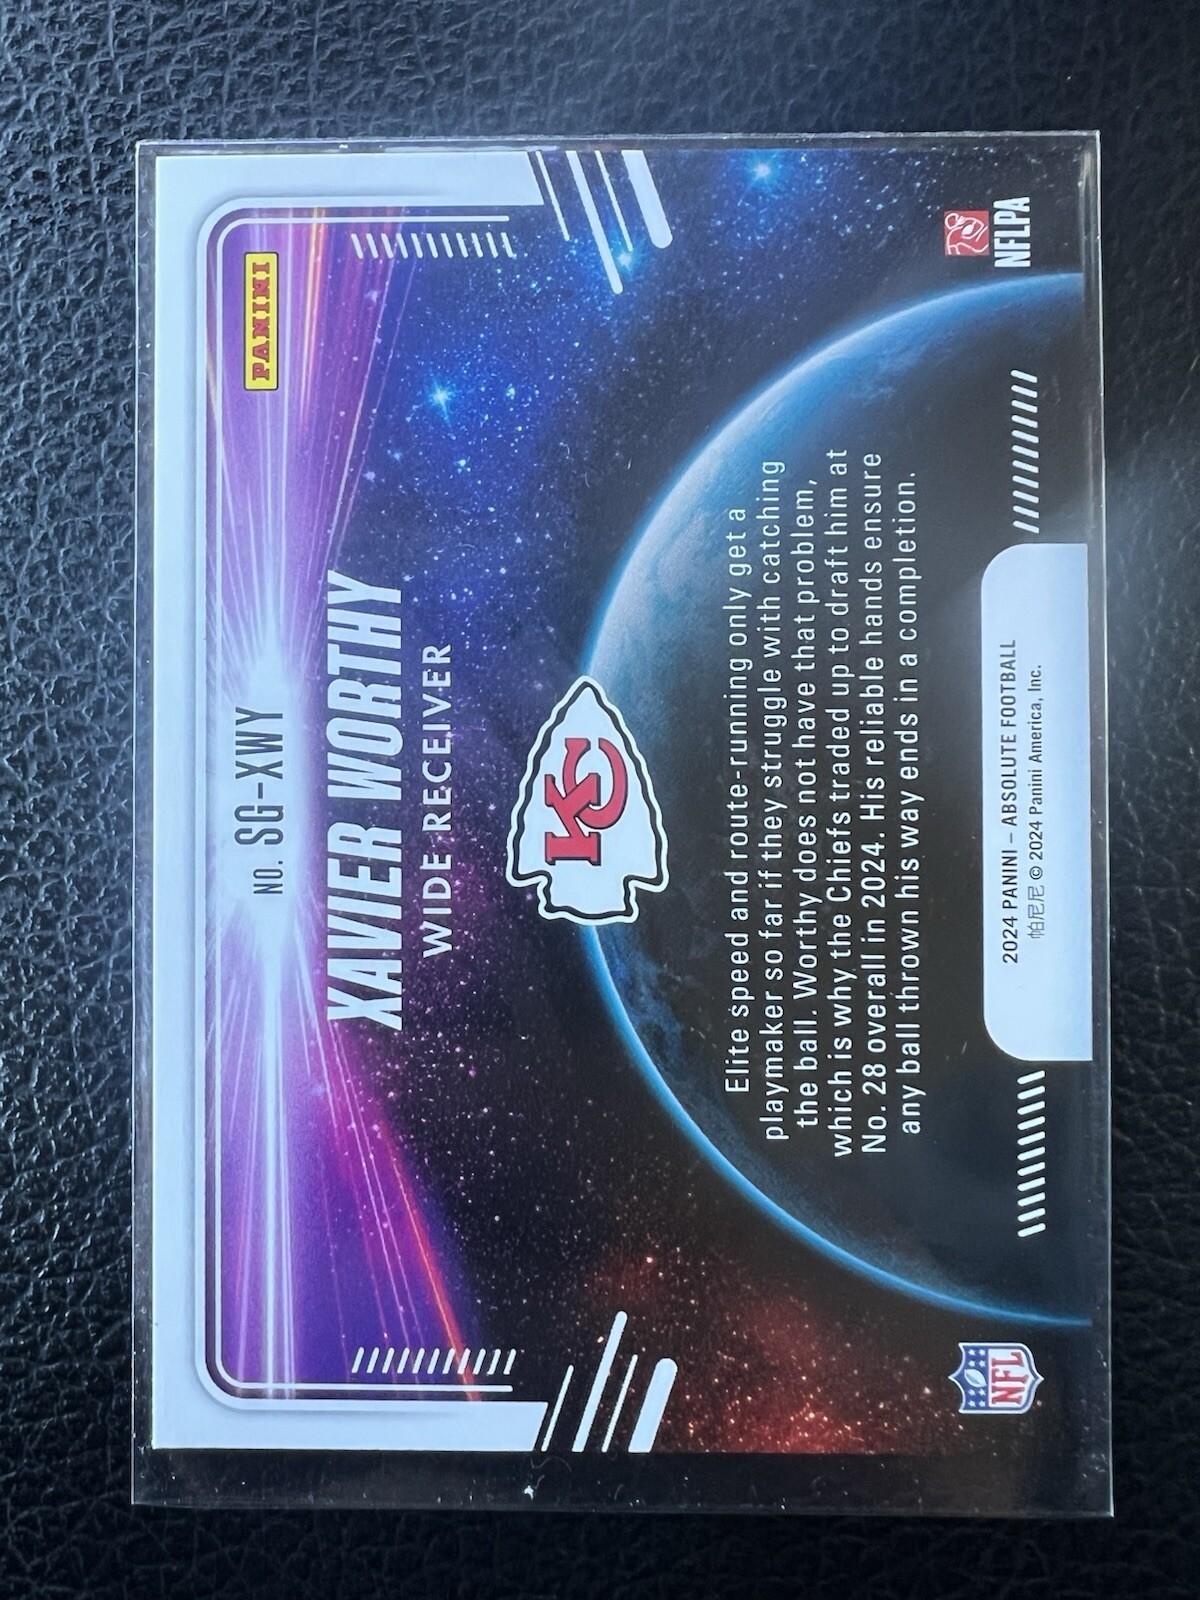 PANINI
NO. SG-XWY
XAVIER WORTHY
WIDE RECEIVER
KC
Elite speed and route-running only get a
playmaker so far if they struggle with catching
the ball. Worthy does not have that problem,
which is why the Chiefs traded up to draft him at
No. 28 overall in 2024. His reliable hands ensure
any ball thrown his way ends in a completion.
NFL
2024 PANINI – ABSOLUTE FOOTBALL
帕尼尼 © 2024 Panini America, Inc.
NFLPA